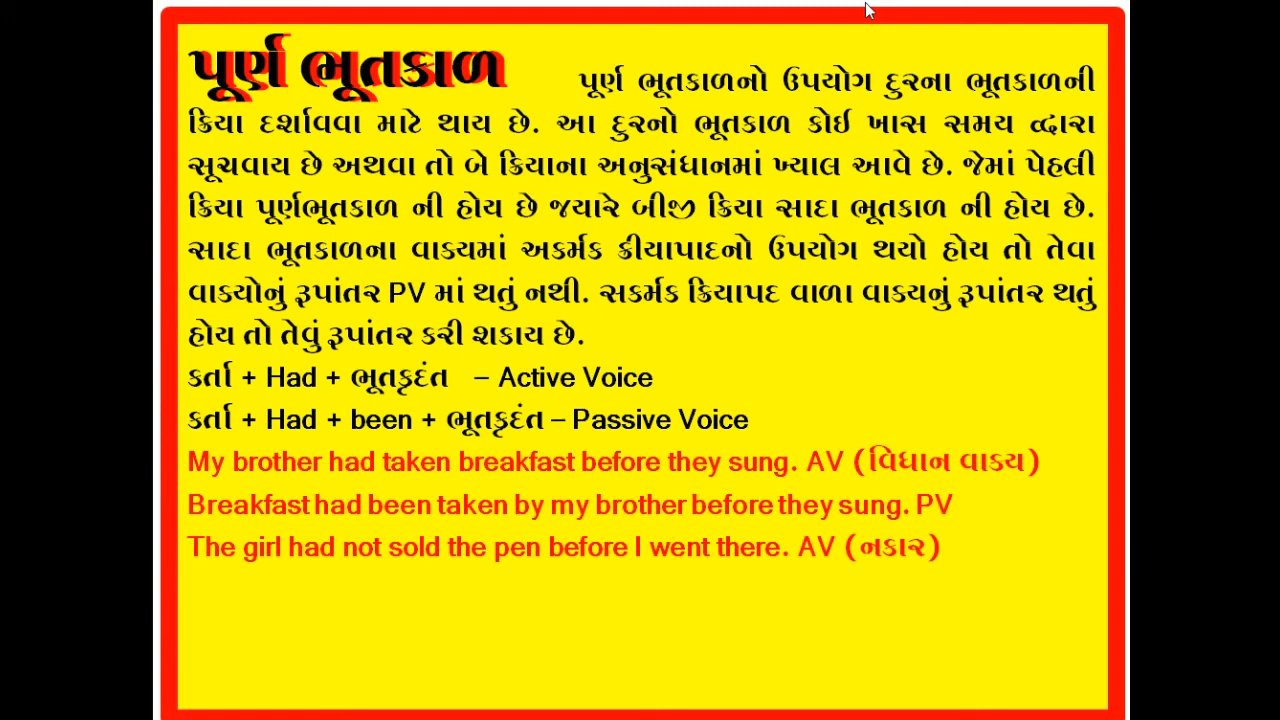 પૂર્ણ ભૂતકાળ પૂર્ણ ભૂતકાળનો ઉપયોગ દુરના ભૂતકાળની
ક્રિયા દર્શાવવા માટે થાય છે. આ દુરનો ભૂતકાળ કોઈ ખાસ સમય દ્વારા
સૂચવાય છે અથવા તો બે ક્રિયાના અનુસંધાનમાં ખ્યાલ આવે છે. જેમાં પેહલી
ક્રિયા પૂર્ણભૂતકાળ ની હોય છે જયારે બીજી ક્રિયા સાદા ભૂતકાળ ની હોય છે.
સાદા ભૂતકાળના વાક્યમાં અકર્મક ક્રીયાપાદનો ઉપયોગ થયો હોય તો તેવા
વાક્યોનું રૂપાંતર PV માં થતું નથી. સકર્મક ક્રિયાપદ વાળા વાક્યનું રૂપાંતર થતું
હોય તો તેવું રૂપાંતર કરી શકાય છે.
કર્તા + Had + ભૂતકૃદંત – Active Voice
કર્તા + Had + been + ભૂતકૃદંત – Passive Voice
My brother had taken breakfast before they sung. AV (વિધાન વાક્ય)
Breakfast had been taken by my brother before they sung. PV
The girl had not sold the pen before I went there. AV (નકાર)